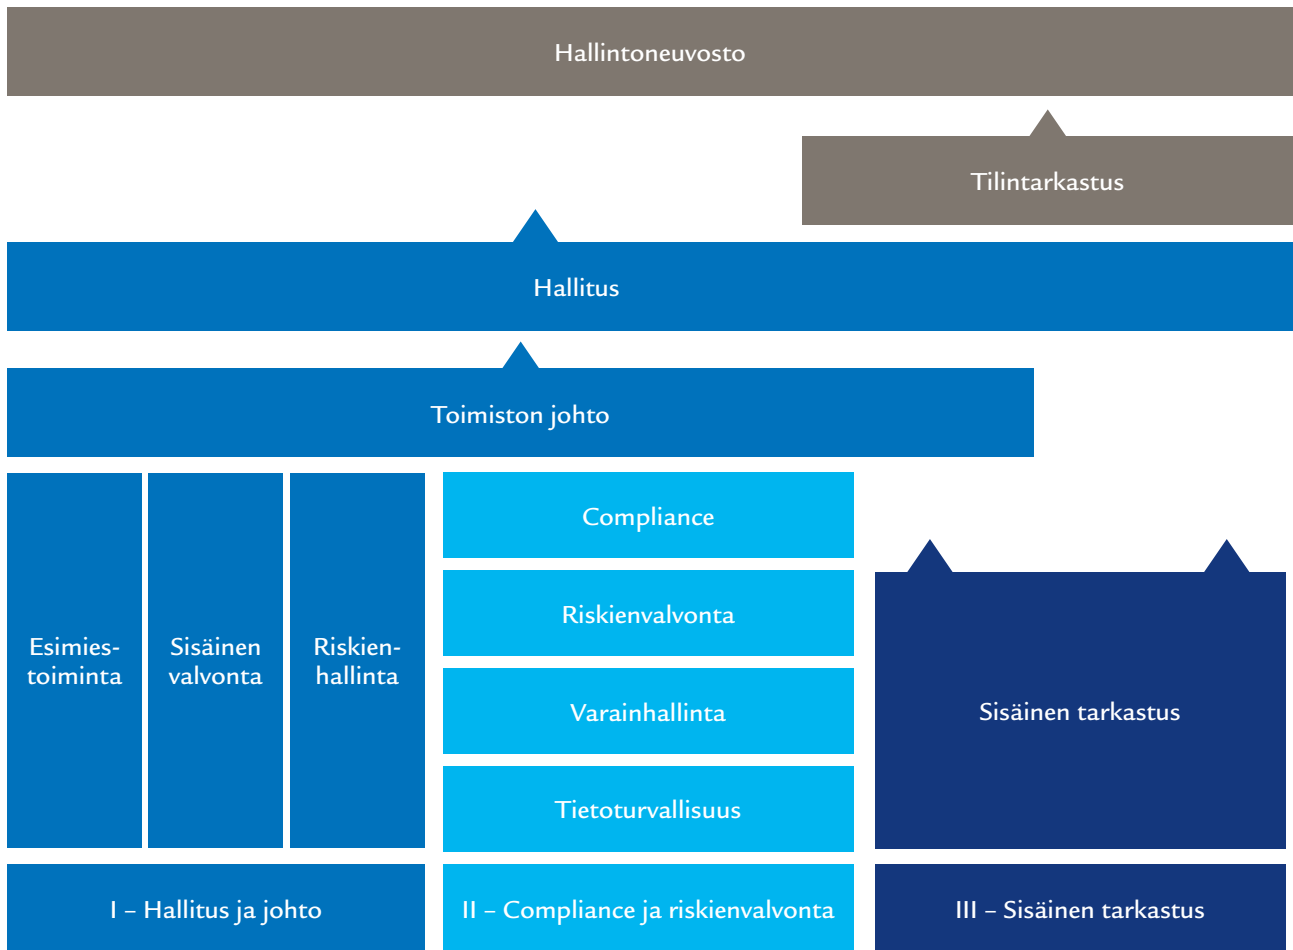 Hallintoneuvosto
Tilintarkastus
Hallitus
Toimiston johto
Esimies-
toiminta
Sisäinen
valvonta
Riskien-
hallinta
Compliance
Riskienvalvonta
Varainhallinta
Tietoturvallisuus
Sisäinen tarkastus
I – Hallitus ja johto
II – Compliance ja riskienvalvonta
III – Sisäinen tarkastus